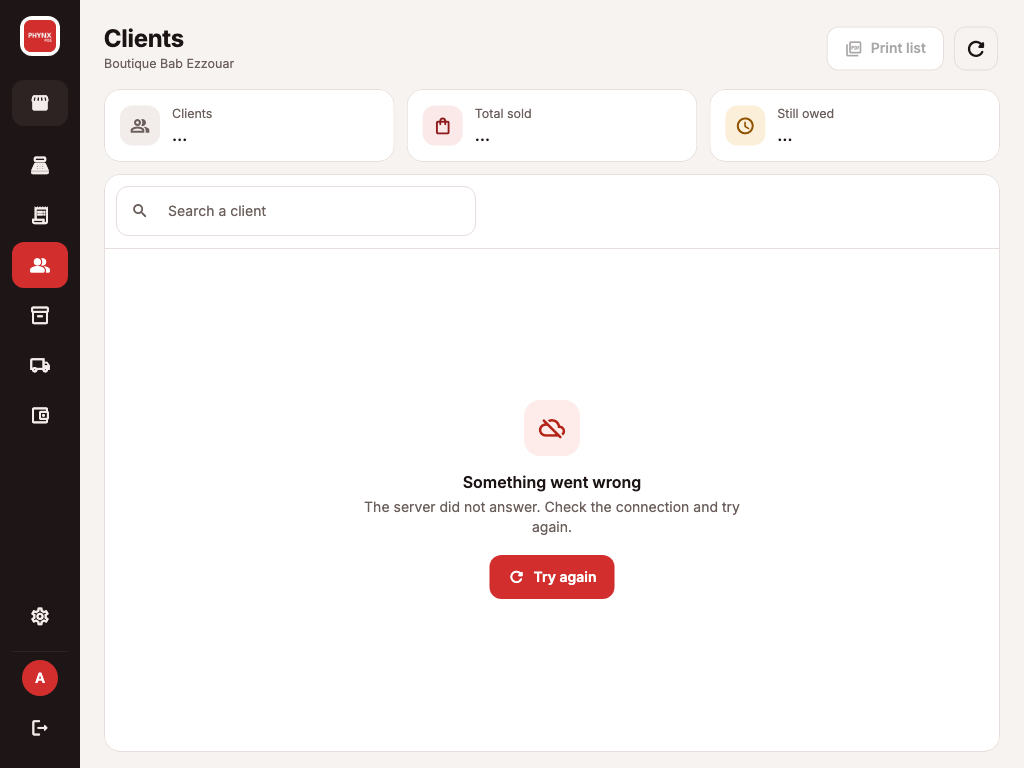 PHYNX
Clients
Boutique Bab Ezzouar
Print list
Clients
...
Total sold
...
Still owed
...
Search a client
Something went wrong
The server did not answer. Check the connection and try
again.
Try again
A